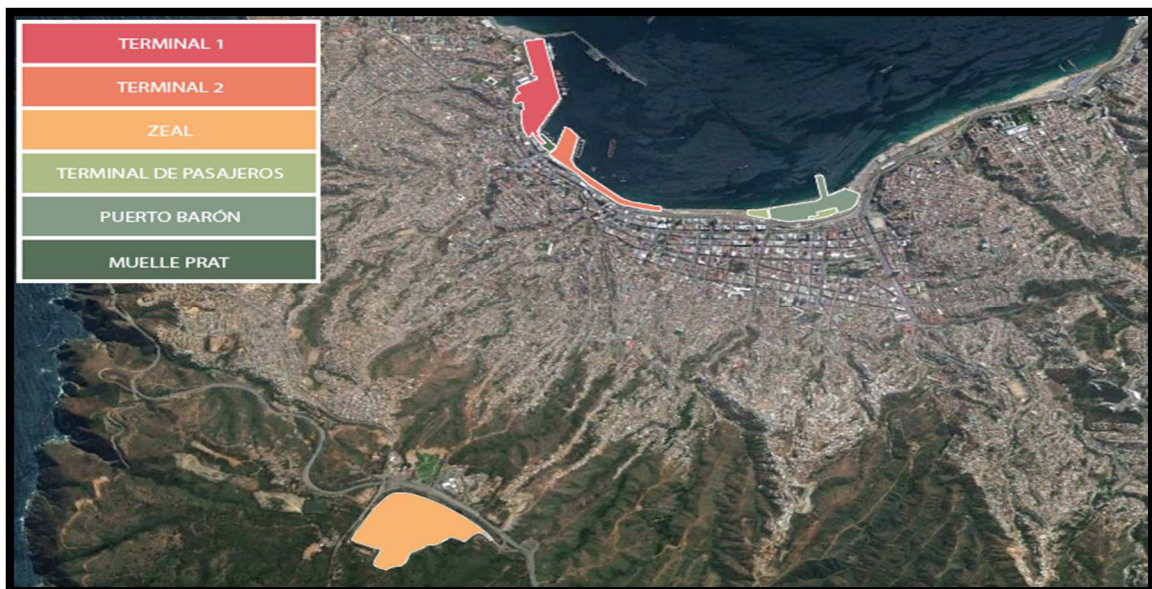 TERMINAL 1
TERMINAL 2
ZEAL
TERMINAL DE PASAJEROS
PUERTO BARÓN
MUELLE PRAT